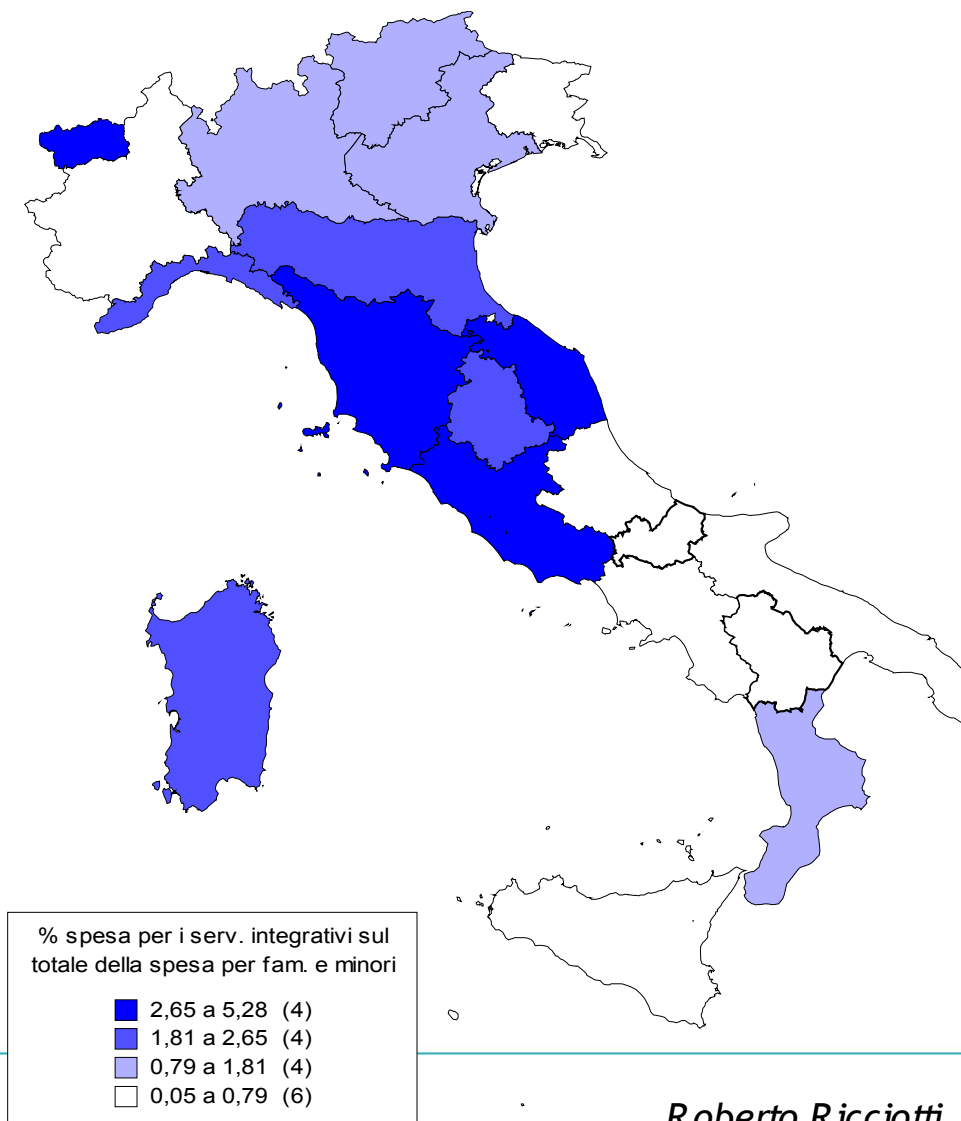 % spesa per i serv. integrativi sul
totale della spesa per fam. e minori
2,65 a 5,28 (4)
1,81 a 2,65 (4)
0,79 a 1,81 (4)
0,05 a 0,79 (6)
Roberto Ricciotti